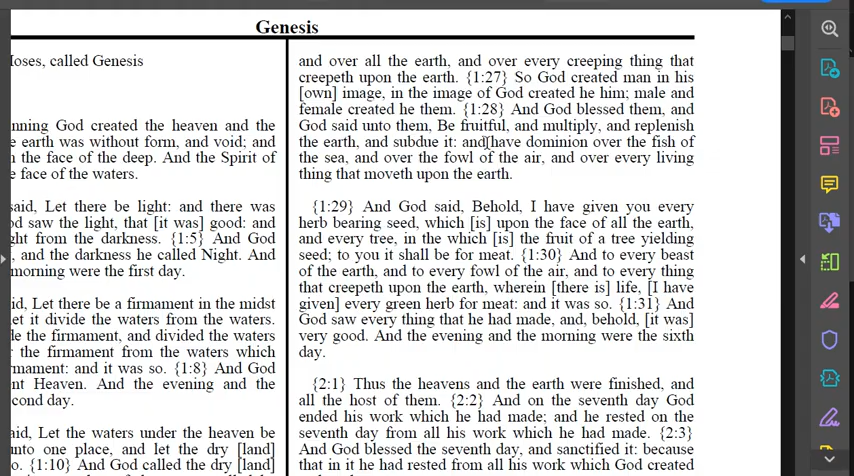 Genesis
Moses, called Genesis
nning God created the heaven and the
e earth was without form, and void; and
n the face of the deep. And the Spirit of
e face of the waters.
said, Let there be light: and there was
od saw the light, that [it was] good: and
ght from the darkness. {1:5} And God
, and the darkness he called Night. And
morning were the first day.
id, Let there be a firmament in the midst
let it divide the waters from the waters.
le the firmament, and divided the waters
r the firmament from the waters which
rmament: and it was so. {1:8} And God
nt Heaven. And the evening and the
cond day.
aid, Let the waters under the heaven be
unto one place, and let the dry [land]
o. {1:10} And God called the dry [land]
and over all the earth, and over every creeping thing that
creepeth upon the earth. {1:27} So God created man in his
[own] image, in the image of God created he him; male and
female created he them. {1:28} And God blessed them, and
God said unto them, Be fruitful, and multiply, and replenish
the earth, and subdue it: and have dominion over the fish of
the sea, and over the fowl of the air, and over every living
thing that moveth upon the earth.
{1:29} And God said, Behold, I have given you every
herb bearing seed, which [is] upon the face of all the earth,
and every tree, in the which [is] the fruit of a tree yielding
seed; to you it shall be for meat. {1:30} And to every beast
of the earth, and to every fowl of the air, and to every thing
that creepeth upon the earth, wherein [there is] life, [I have
given] every green herb for meat: and it was so. {1:31} And
God saw every thing that he had made, and, behold, [it was]
very good. And the evening and the morning were the sixth
day.
{2:1} Thus the heavens and the earth were finished, and
all the host of them. {2:2} And on the seventh day God
ended his work which he had made; and he rested on the
seventh day from all his work which he had made. {2:3}
And God blessed the seventh day, and sanctified it: because
that in it he had rested from all his work which God created